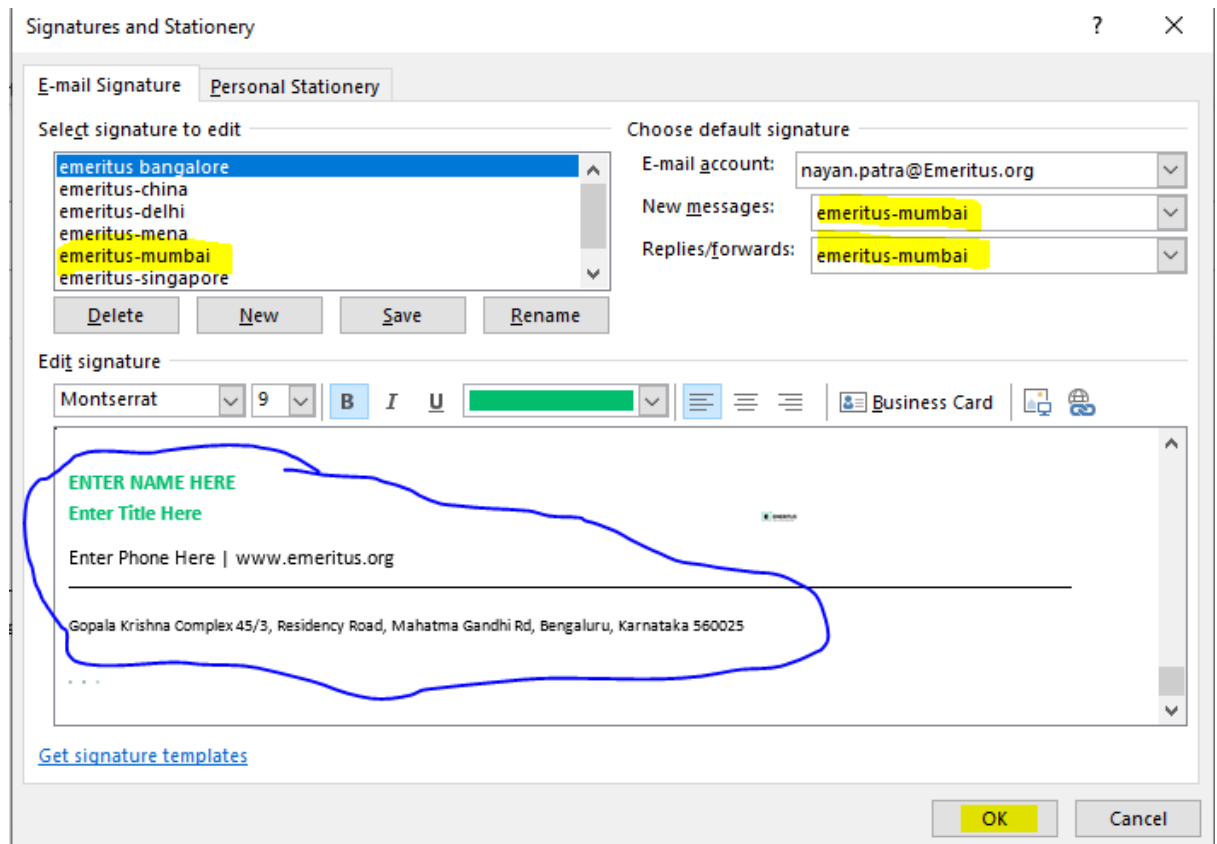 Signatures and Stationery ? 
E-mail Signature Personal Stationery
Select signature to edit
emeritus bangalore
emeritus-china
emeritus-delhi
emeritus-mena
emeritus-mumbai
emeritus-singapore
Delete New Save Rename
Choose default signature
E-mail account: nayan.patra@Emeritus.org
New messages: emeritus-mumbai
Replies/forwards: emeritus-mumbai
Edit signature
Montserrat 9 B I U Business Card
ENTER NAME HERE
Enter Title Here
EMERITUS
Enter Phone Here | www.emeritus.org
Gopala Krishna Complex 45/3, Residency Road, Mahatma Gandhi Rd, Bengaluru, Karnataka 560025
Get signature templates
OK Cancel